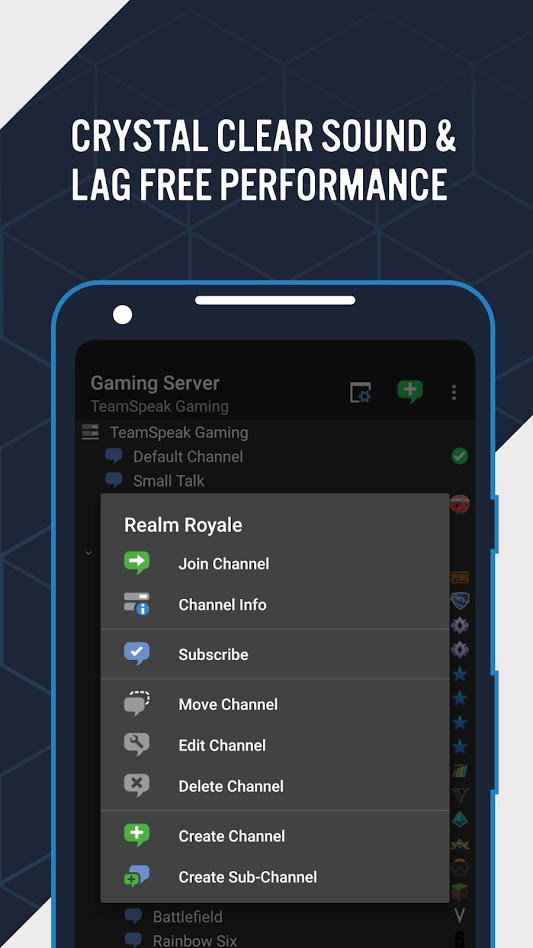 CRYSTAL CLEAR SOUND &
LAG FREE PERFORMANCE
Gaming Server
TeamSpeak Gaming
TeamSpeak Gaming
Default Channel
Small Talk
Realm Royale
Join Channel
Channel Info
Subscribe
Move Channel
Edit Channel
Delete Channel
Create Channel
Create Sub-Channel
Battlefield
Rainbow Six